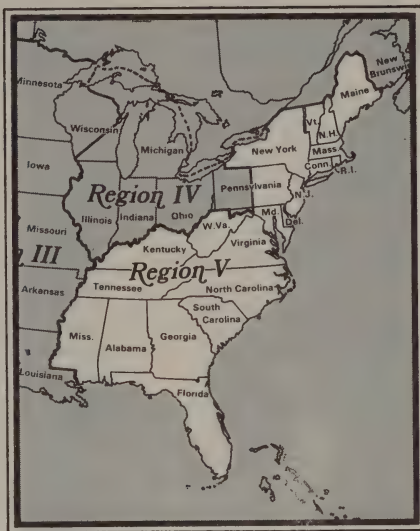 New
Brunsw
Maine
Minnesota
Vt.
N.H.
Wisconsin
Michigan
New York
Mass.
Conn.
R.I.
Iowa
Region IV
Pennsylvania
N.J.
Illinois
Indiana
Ohio
Md.
Del.
W.Va.
Missouri
Virginia
n III
Kentucky
Region V
Tennessee
North Carolina
Arkansas
South
Carolina
Miss.
Alabama
Georgia
Louisiana
Florida